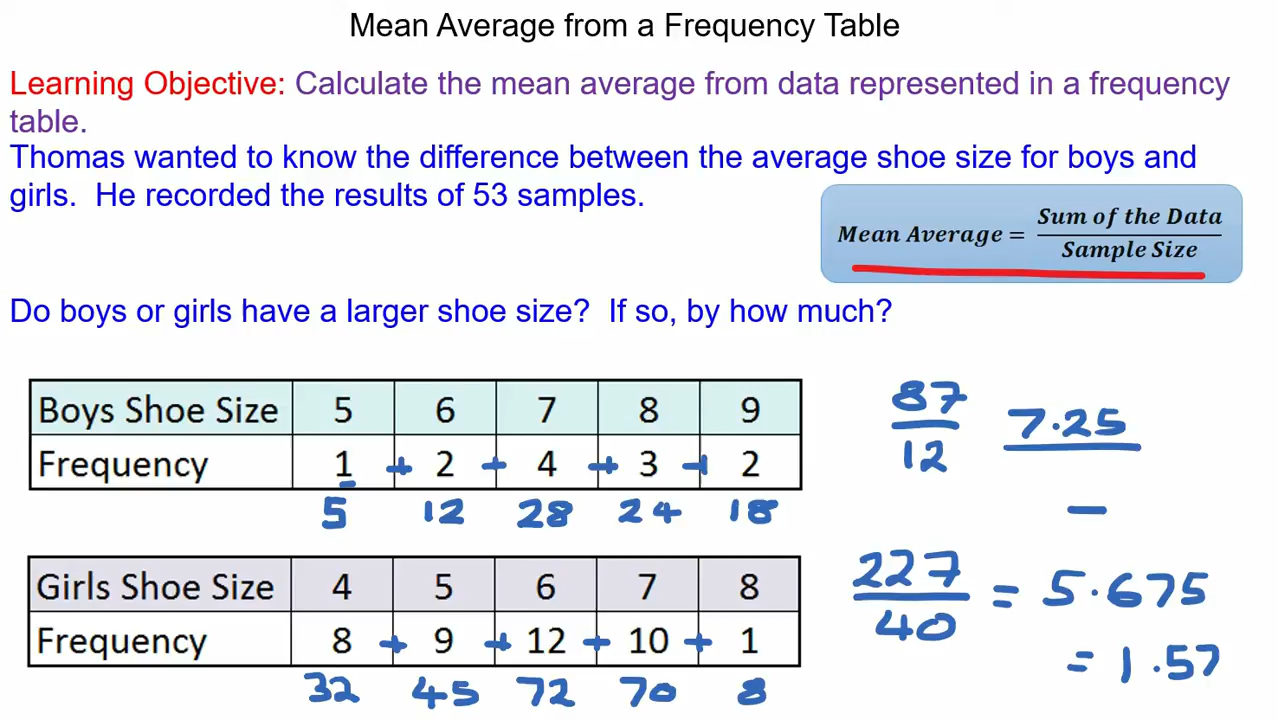 Mean Average from a Frequency Table
Learning Objective: Calculate the mean average from data represented in a frequency
table.
Thomas wanted to know the difference between the average shoe size for boys and
girls. He recorded the results of 53 samples.
Mean Average = Sum of the Data / Sample Size
Do boys or girls have a larger shoe size? If so, by how much?
Boys Shoe Size 5 6 7 8 9
Frequency 1 + 2 + 4 + 3 + 2
5 12 28 24 18
87
12
7.25
-
Girls Shoe Size 4 5 6 7 8
Frequency 8 + 9 + 12 + 10 + 1
32 45 72 70 8
227
40
= 5.675
= 1.57